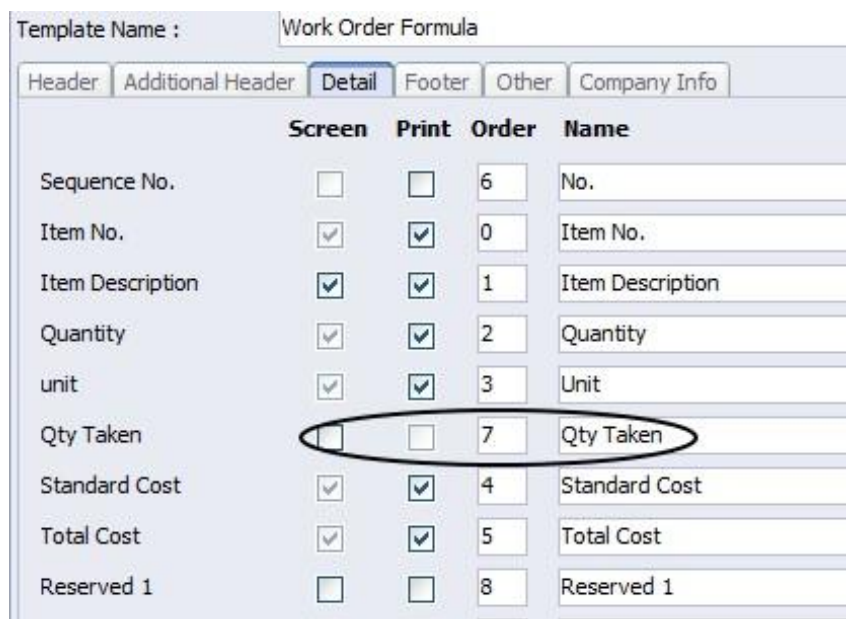 Template Name : Work Order Formula
Header Additional Header Detail Footer Other Company Info
Screen Print Order Name
Sequence No. 6 No.
Item No. 0 Item No.
Item Description 1 Item Description
Quantity 2 Quantity
unit 3 Unit
Qty Taken 7 Qty Taken
Standard Cost 4 Standard Cost
Total Cost 5 Total Cost
Reserved 1 8 Reserved 1